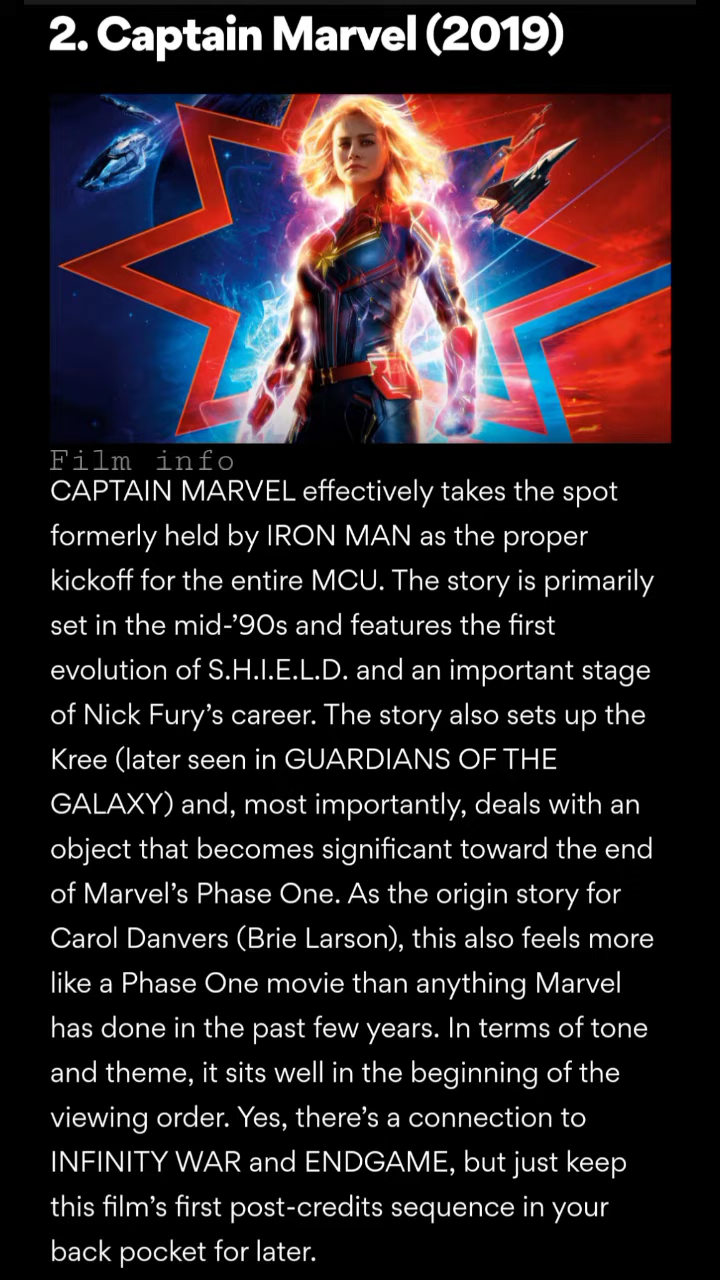 2. Captain Marvel (2019)
Film info
CAPTAIN MARVEL effectively takes the spot
formerly held by IRON MAN as the proper
kickoff for the entire MCU. The story is primarily
set in the mid-’90s and features the first
evolution of S.H.I.E.L.D. and an important stage
of Nick Fury’s career. The story also sets up the
Kree (later seen in GUARDIANS OF THE
GALAXY) and, most importantly, deals with an
object that becomes significant toward the end
of Marvel’s Phase One. As the origin story for
Carol Danvers (Brie Larson), this also feels more
like a Phase One movie than anything Marvel
has done in the past few years. In terms of tone
and theme, it sits well in the beginning of the
viewing order. Yes, there’s a connection to
INFINITY WAR and ENDGAME, but just keep
this film’s first post-credits sequence in your
back pocket for later.